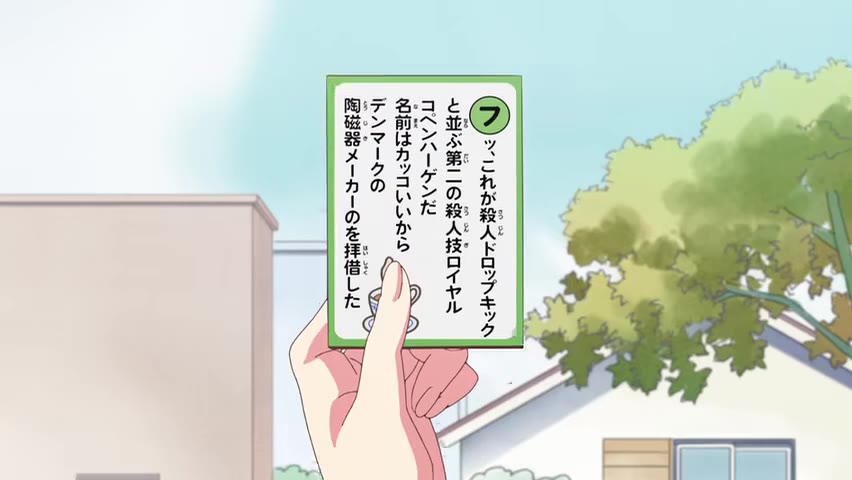 フッ、これが殺人ドロップキック
と並ぶ第二の殺人技ロイヤル
コペンハーゲンだ
名前はカッコいいから
デンマークの
陶磁器メーカーのを拝借した